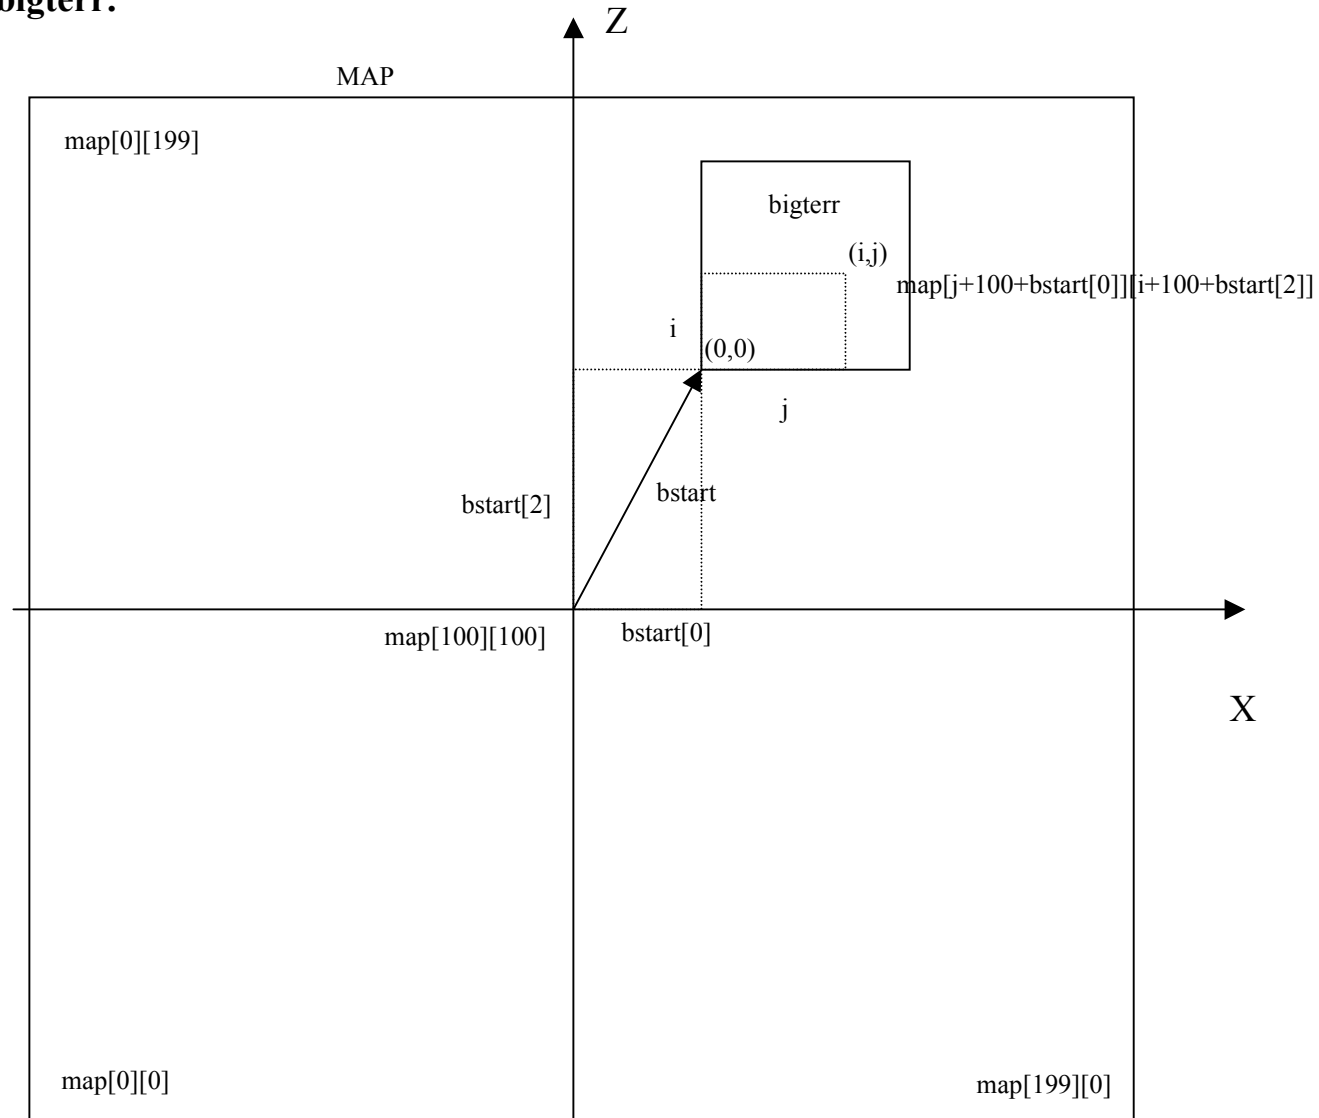 bigterr:
Z
MAP
map[0][199]
bigterr
(i,j)
map[j+100+bstart[0]][i+100+bstart[2]]
i
(0,0)
j
bstart
bstart[2]
map[100][100]
bstart[0]
X
map[0][0]
map[199][0]